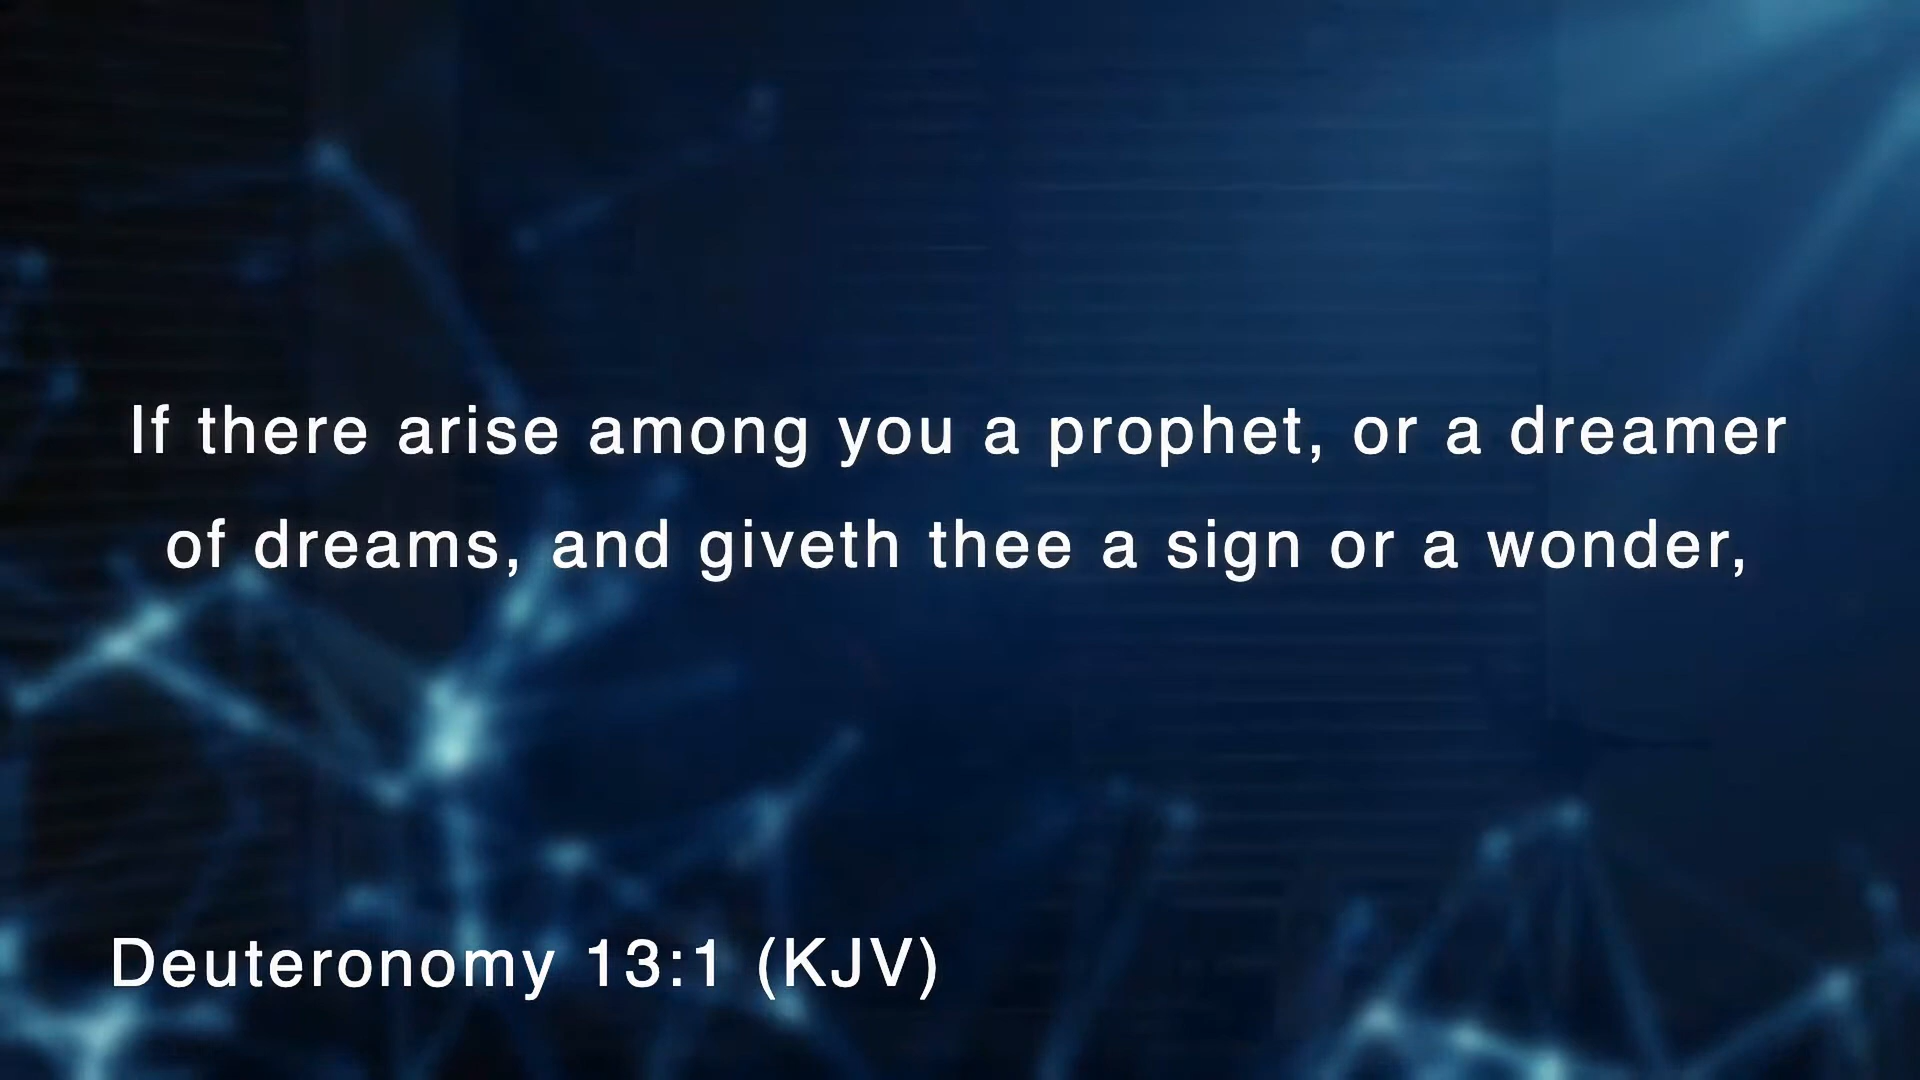 If there arise among you a prophet, or a dreamer
of dreams, and giveth thee a sign or a wonder,
Deuteronomy 13:1 (KJV)